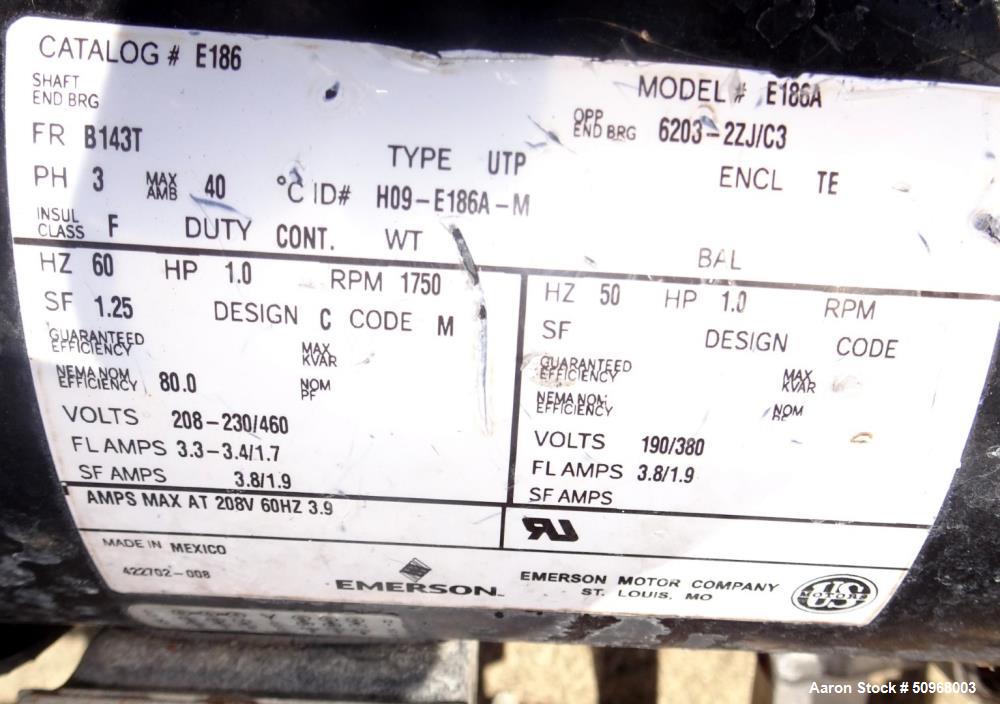 CATALOG # E186
MODEL # E186A
SHAFT
END BRG
OPP
END BRG 6203-2ZJ/C3
FR B143T
TYPE UTP
ENCL TE
PH 3 MAX AMB 40 °C ID# H09-E186A-M
INSUL CLASS F DUTY CONT. WT
BAL
HZ 60 HP 1.0 RPM 1750
SF 1.25 DESIGN C CODE M
GUARANTEED EFFICIENCY MAX KVAR
NEMA NOM EFFICIENCY 80.0 NOM PF
VOLTS 208-230/460
FL AMPS 3.3-3.4/1.7
SF AMPS 3.8/1.9
AMPS MAX AT 208V 60HZ 3.9
HZ 50 HP 1.0 RPM
SF DESIGN CODE
GUARANTEED EFFICIENCY MAX KVAR
NEMA NOM EFFICIENCY NOM
VOLTS 190/380
FL AMPS 3.8/1.9
SF AMPS
MADE IN MEXICO
422702-008
EMERSON
EMERSON MOTOR COMPANY
ST. LOUIS, MO
US
MOTORS
Aaron Stock # 50968003